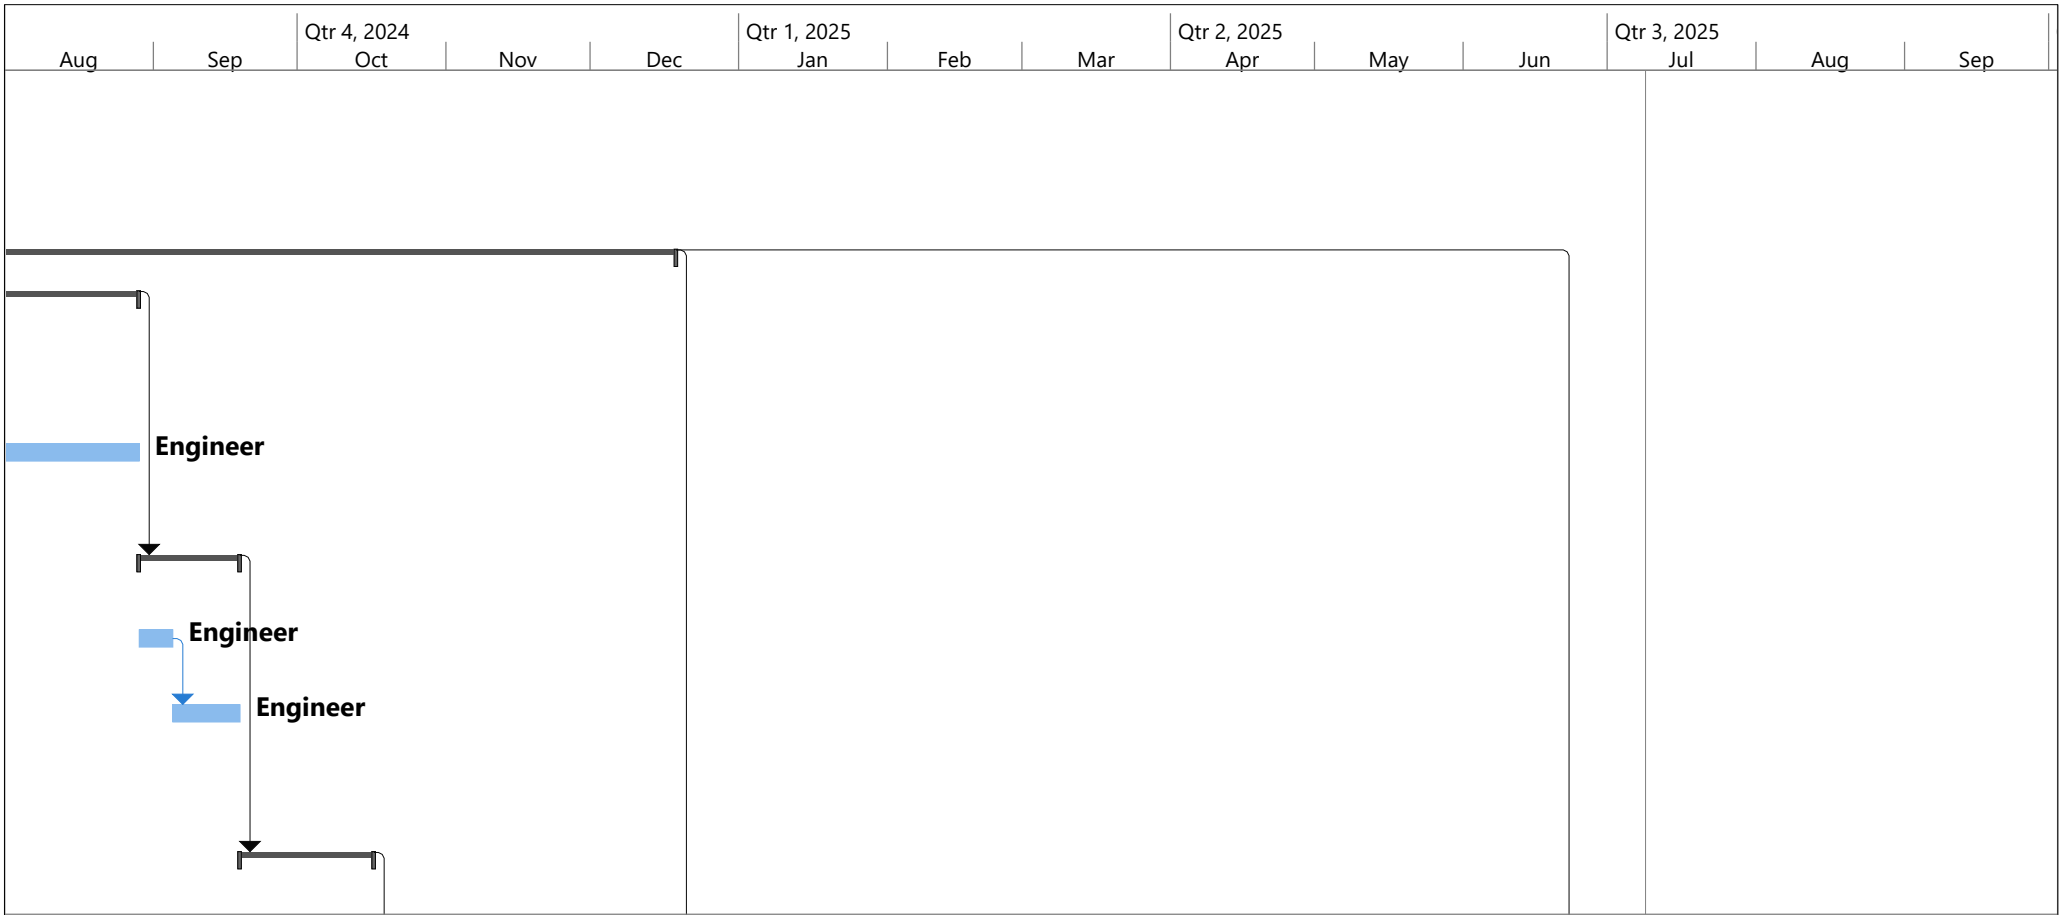 Qtr 4, 2024 Qtr 1, 2025 Qtr 2, 2025 Qtr 3, 2025
Aug Sep Oct Nov Dec Jan Feb Mar Apr May Jun Jul Aug Sep
Engineer
Engineer
Engineer